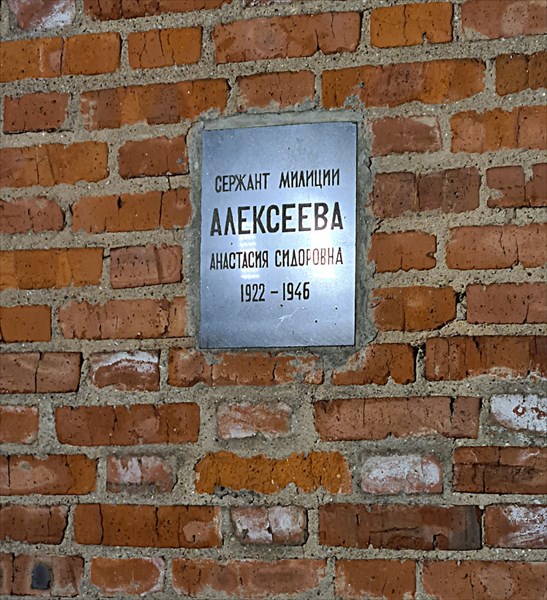 СЕРЖАНТ МИЛИЦИИ
АЛЕКСЕЕВА
АНАСТАСИЯ СИДОРОВНА
1922 - 1946